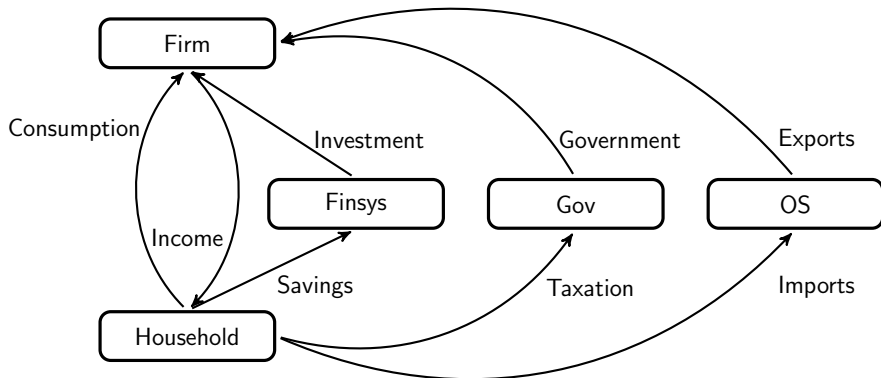 Firm
Consumption
Investment
Government
Exports
Finsys
Gov
OS
Income
Savings
Taxation
Imports
Household